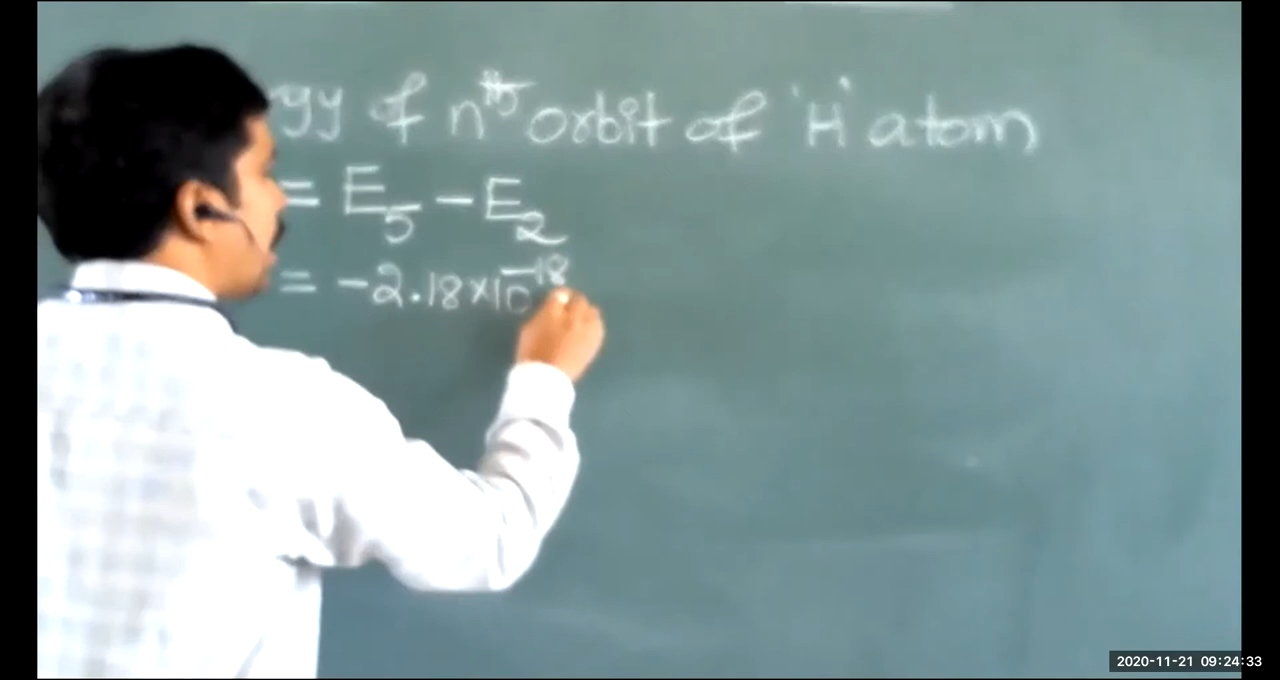 gy of nth orbit of 'H' atom
= E5 - E2
= -2.18×10^-18
2020-11-21 09:24:33